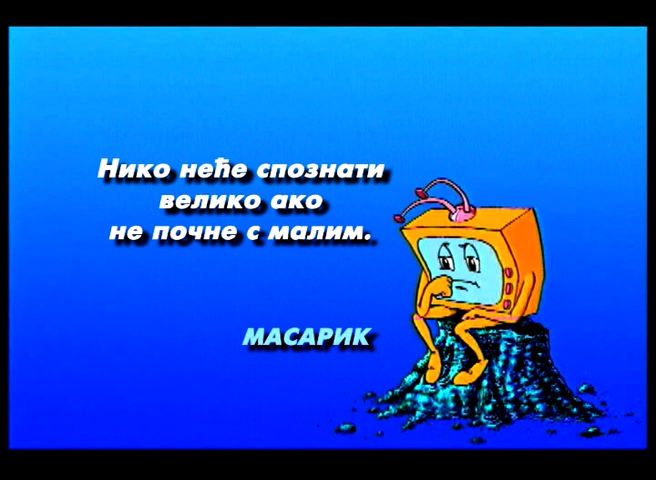 Нико неће спознати
велико ако
не почне с малим.
МАСАРИК